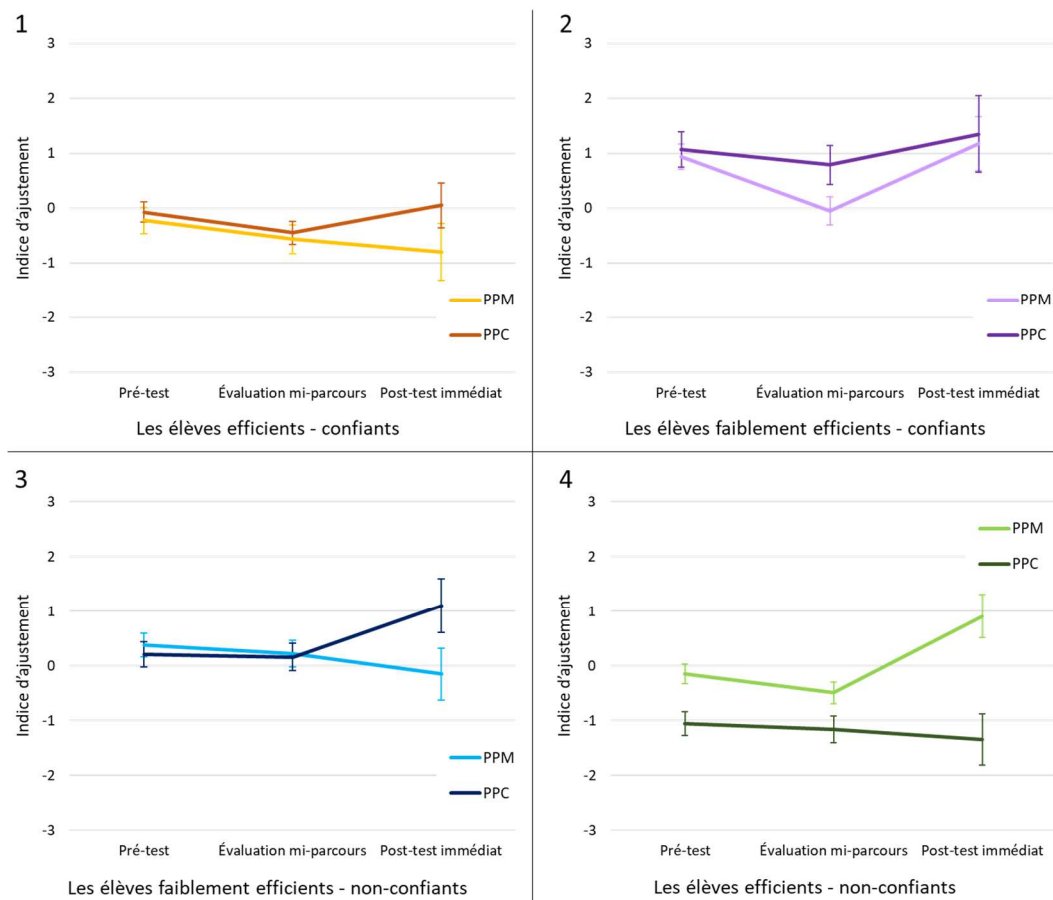 1
3
2
1
0
-1
-2
-3
Indice d’ajustement
PPM
PPC
Pré-test Évaluation mi-parcours Post-test immédiat
Les élèves efficients - confiants
2
3
2
1
0
-1
-2
-3
Indice d’ajustement
PPM
PPC
Pré-test Évaluation mi-parcours Post-test immédiat
Les élèves faiblement efficients - confiants
3
3
2
1
0
-1
-2
-3
Indice d’ajustement
PPM
PPC
Pré-test Évaluation mi-parcours Post-test immédiat
Les élèves faiblement efficients - non-confiants
4
3
2
1
0
-1
-2
-3
Indice d’ajustement
PPM
PPC
Pré-test Évaluation mi-parcours Post-test immédiat
Les élèves efficients - non-confiants